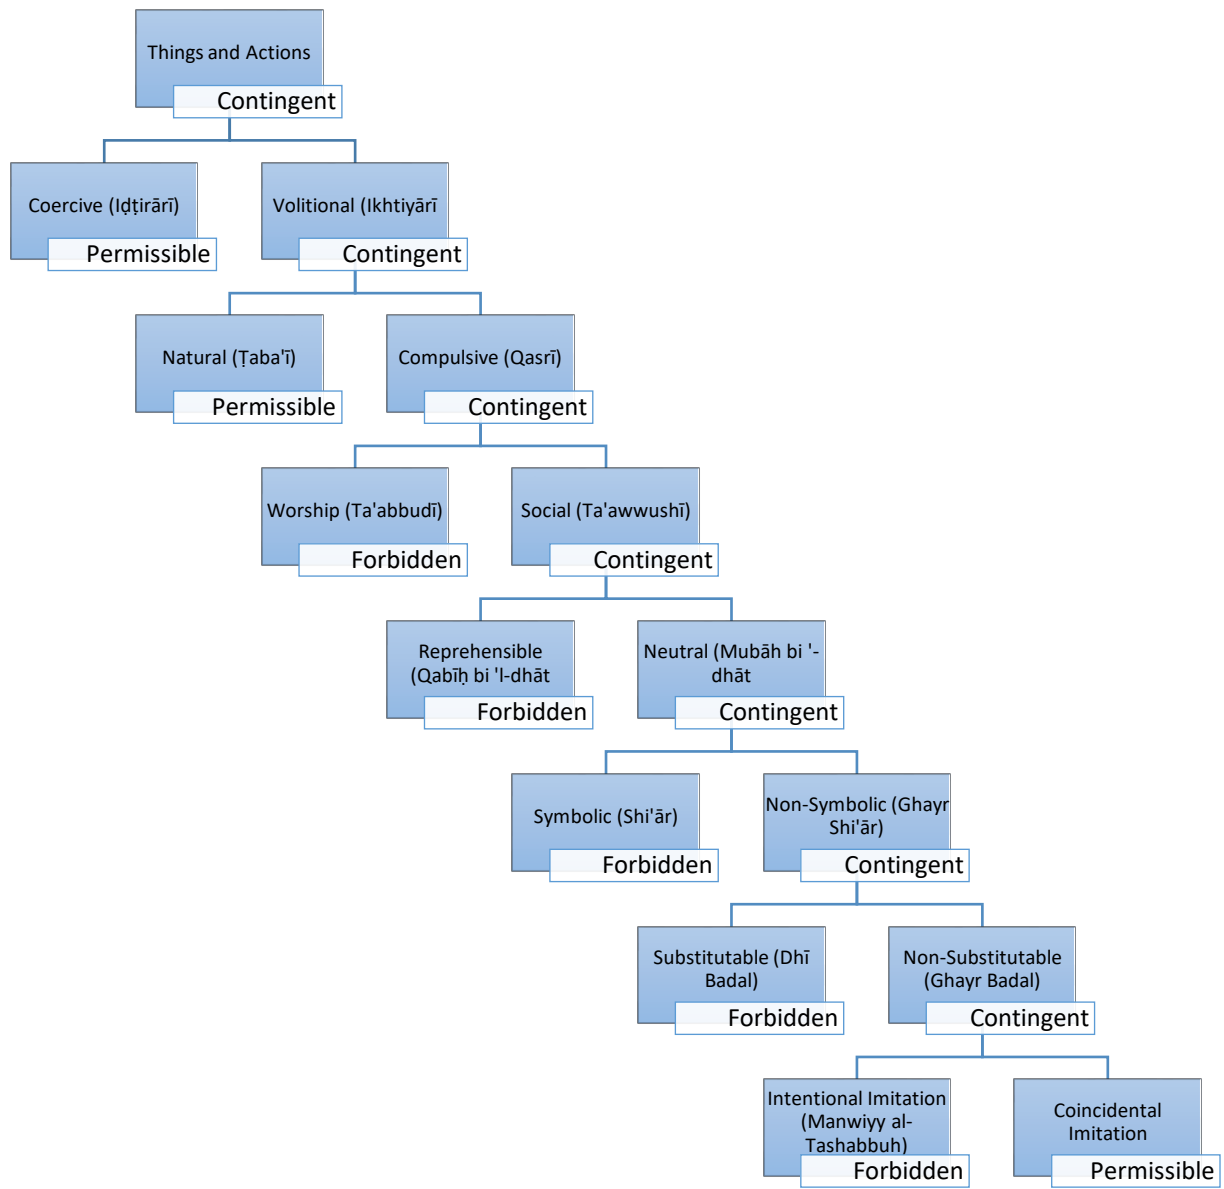 Things and Actions
Contingent
Coercive (Iḍṭirārī)
Permissible
Volitional (Ikhtiyārī
Contingent
Natural (Ṭaba'ī)
Permissible
Compulsive (Qasrī)
Contingent
Worship (Ta'abbudī)
Forbidden
Social (Ta'awwushī)
Contingent
Reprehensible
(Qabīḥ bi 'l-dhāt
Forbidden
Neutral (Mubāh bi '-
dhāt
Contingent
Symbolic (Shi'ār)
Forbidden
Non-Symbolic (Ghayr
Shi'ār)
Contingent
Substitutable (Dhī
Badal)
Forbidden
Non-Substitutable
(Ghayr Badal)
Contingent
Intentional Imitation
(Manwiyy al-
Tashabbuh)
Forbidden
Coincidental
Imitation
Permissible